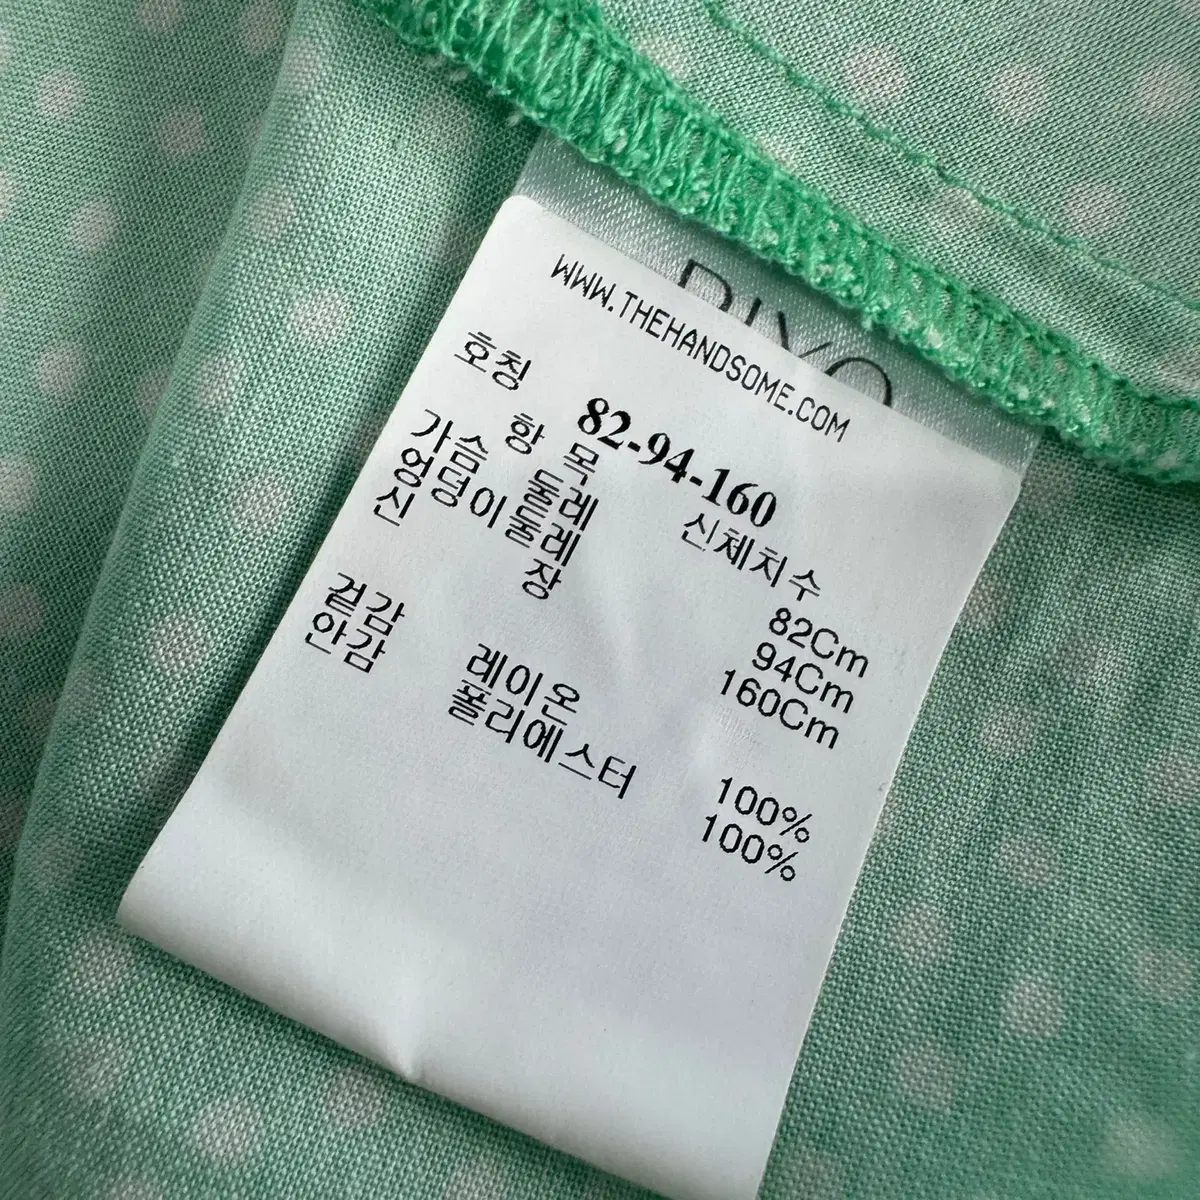 WWW.THEHANDSOME.COM
호칭 82-94-160
항 목 신체치수
가슴 둘레 82Cm
엉덩이둘레 94Cm
신 장 160Cm
겉감 레이온 100%
안감 폴리에스터 100%